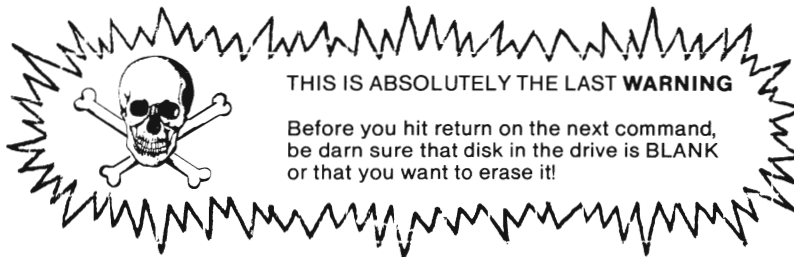 THIS IS ABSOLUTELY THE LAST WARNING
Before you hit return on the next command,
be darn sure that disk in the drive is BLANK
or that you want to erase it!